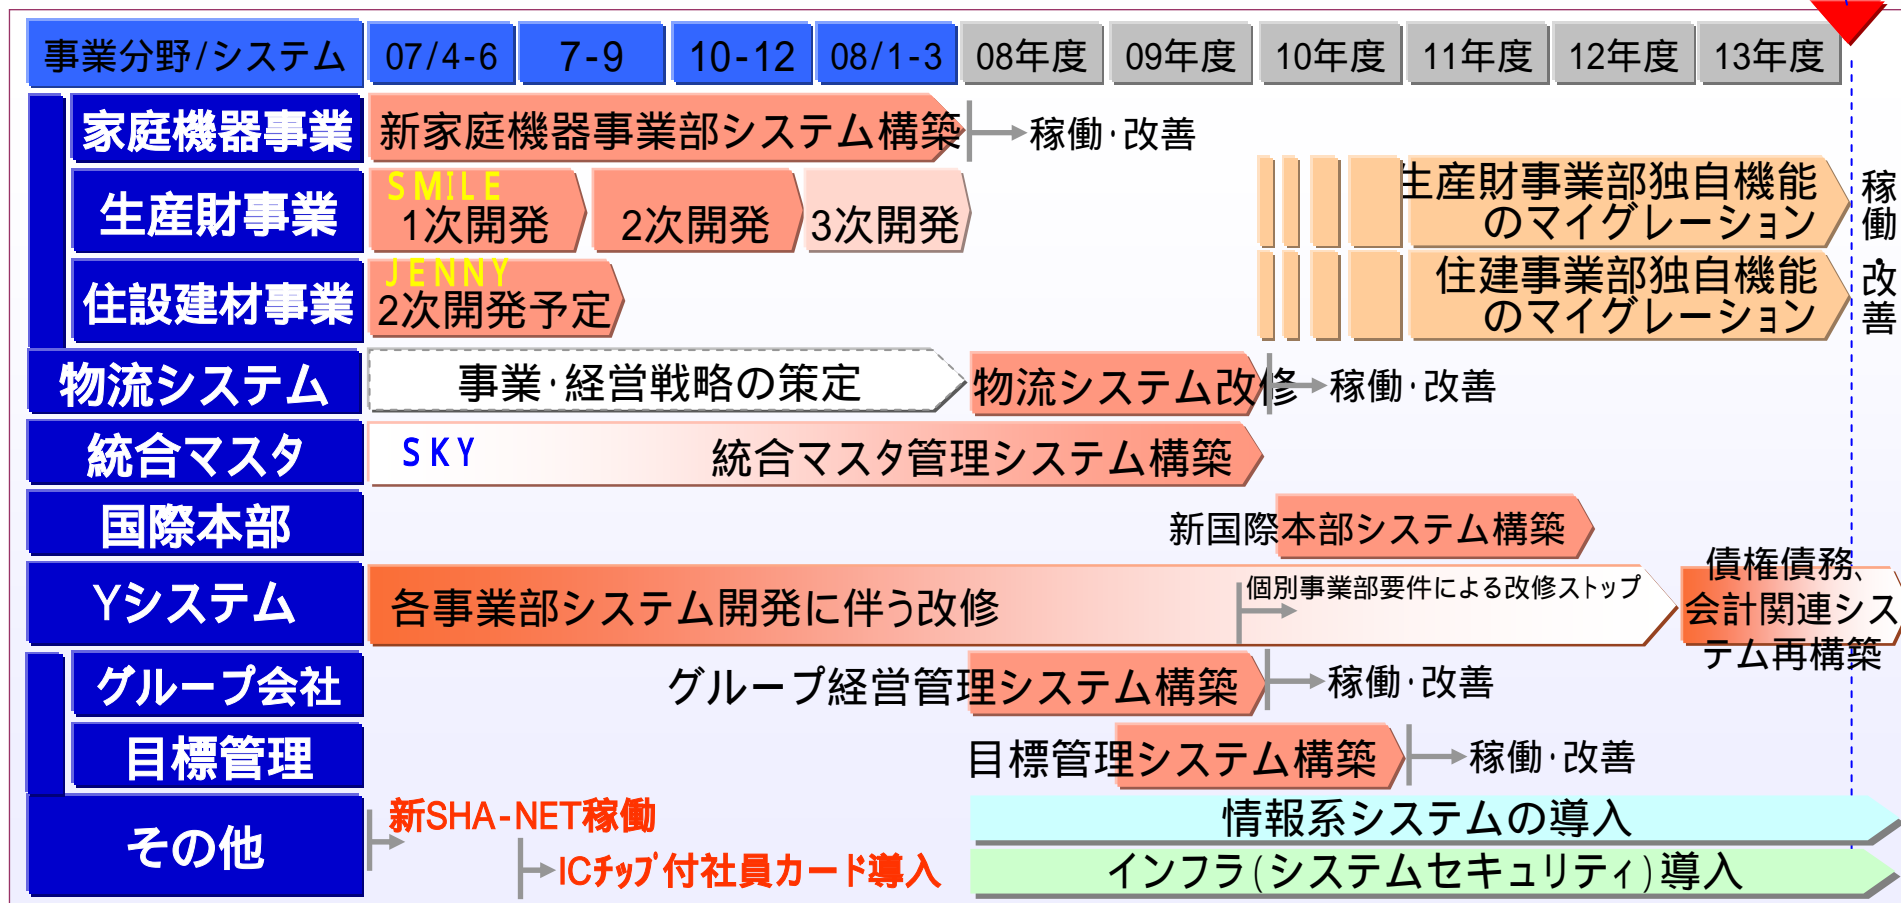 事業分野/システム 07/4-6 7-9 10-12 08/1-3 08年度 09年度 10年度 11年度 12年度 13年度
家庭機器事業 新家庭機器事業部システム構築 稼働・改善
生産財事業 SMILE 1次開発 2次開発 3次開発
生産財事業部独自機能
のマイグレーション
稼働・改善
住設建材事業 JENNY 2次開発予定
住建事業部独自機能
のマイグレーション
物流システム 事業・経営戦略の策定 物流システム改修 稼働・改善
統合マスタ SKY 統合マスタ管理システム構築
国際本部 新国際本部システム構築
Yシステム 各事業部システム開発に伴う改修 個別事業部要件による改修ストップ
債権債務、
会計関連シス
テム再構築
グループ会社 グループ経営管理システム構築 稼働・改善
目標管理 目標管理システム構築 稼働・改善
その他 新SHA-NET稼働 情報系システムの導入
ICチップ付社員カード導入 インフラ(システムセキュリティ)導入